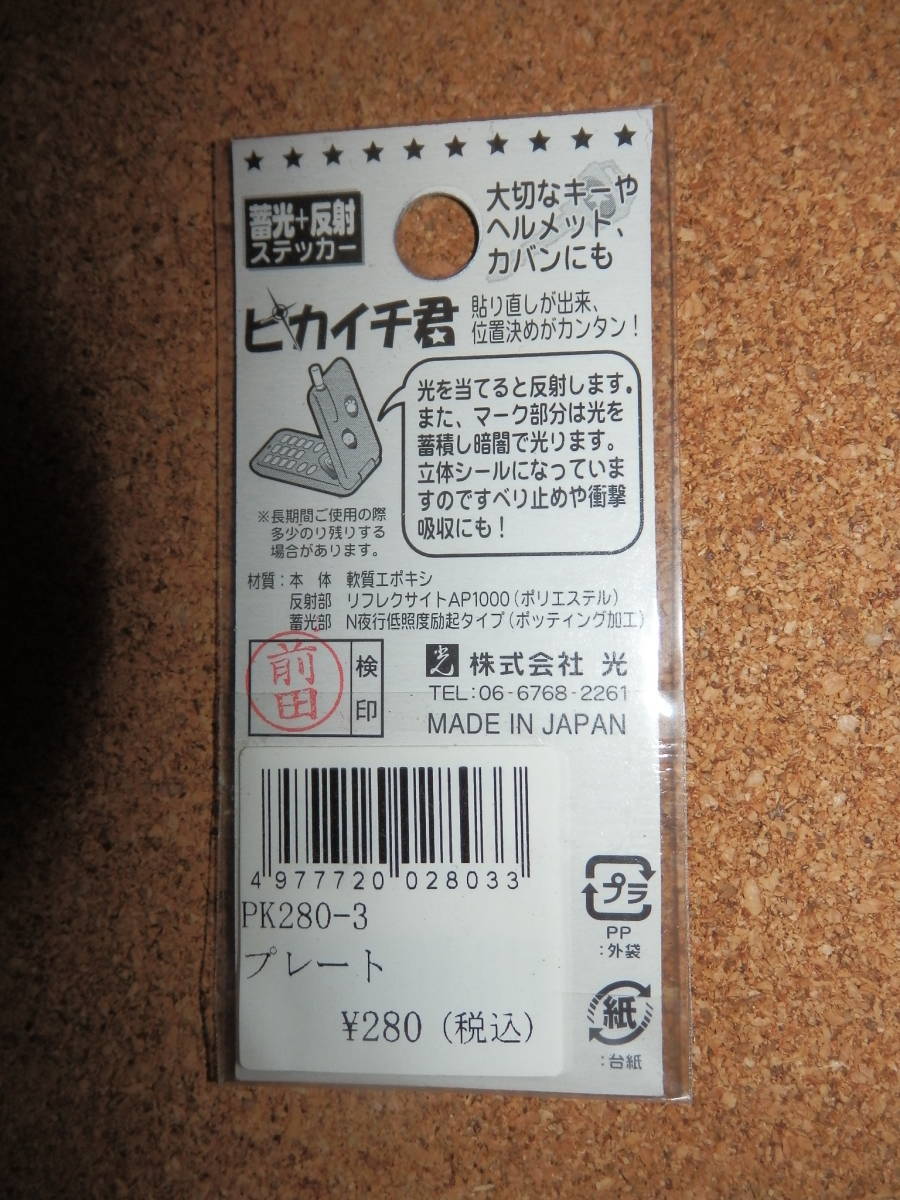 蓄光+反射
ステッカー
大切なキーや
ヘルメット、
カバンにも
ピカイチ君
貼り直しが出来、
位置決めがカンタン！
光を当てると反射します。
また、マーク部分は光を
蓄積し暗闇で光ります。
立体シールになっていま
すのですべり止めや衝撃
吸収にも！
※長期間ご使用の際
多少のり残りする
場合があります。
材質：本　体　軟質エポキシ
反射部　リフレクサイトAP1000（ポリエステル）
蓄光部　N夜行低照度励起タイプ（ポッティング加工）
前田
検印
光 株式会社 光
TEL：06-6768-2261
MADE IN JAPAN
4 977720 028033
PK280-3
プレート
¥280（税込）
プラ
PP
：外袋
紙
：台紙